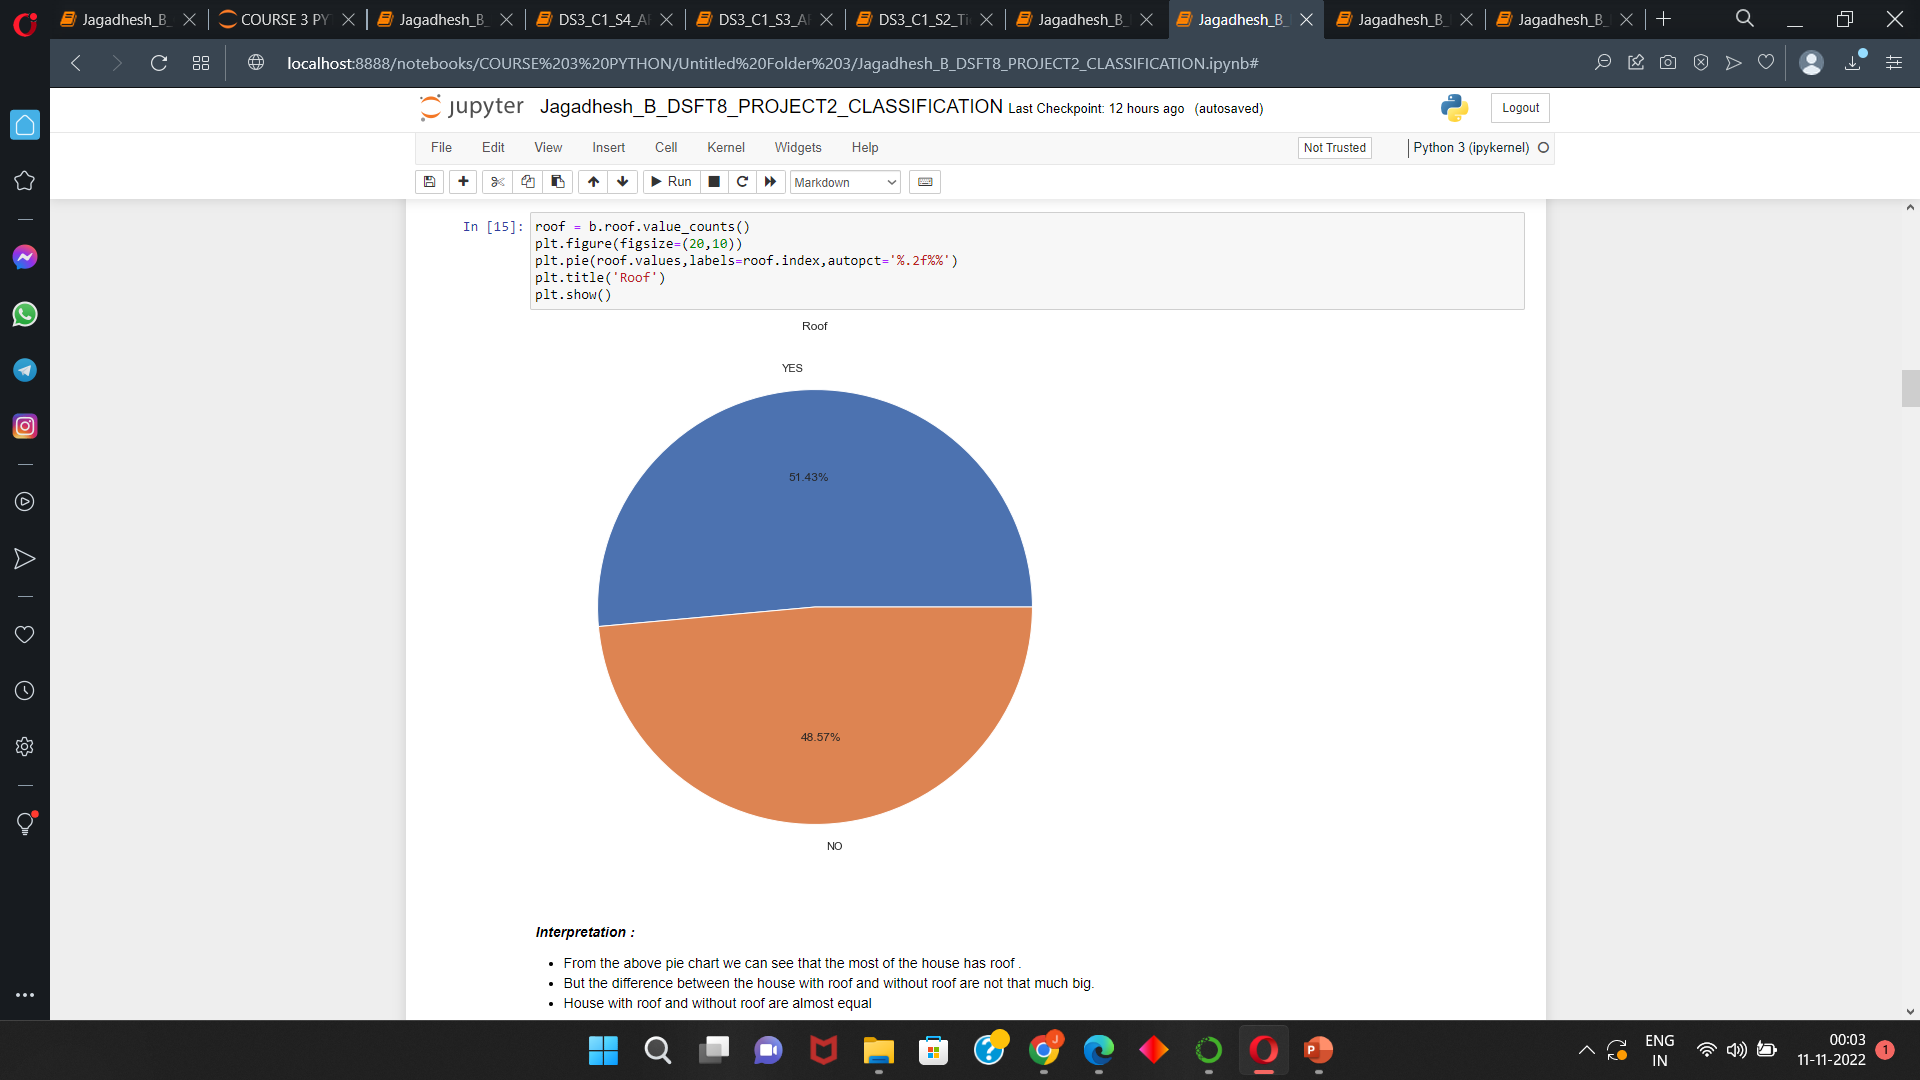 Jagadhesh_B_
COURSE 3 PY
Jagadhesh_B_
DS3_C1_S4_A
DS3_C1_S3_A
DS3_C1_S2_Ti
Jagadhesh_B_
Jagadhesh_B_
Jagadhesh_B_
Jagadhesh_B_
localhost:8888/notebooks/COURSE%203%20PYTHON/Untitled%20Folder%203/Jagadhesh_B_DSFT8_PROJECT2_CLASSIFICATION.ipynb#
jupyter Jagadhesh_B_DSFT8_PROJECT2_CLASSIFICATION Last Checkpoint: 12 hours ago (autosaved)
Logout
File Edit View Insert Cell Kernel Widgets Help
Not Trusted
Python 3 (ipykernel)
Run
Markdown
In [15]:
roof = b.roof.value_counts()
plt.figure(figsize=(20,10))
plt.pie(roof.values,labels=roof.index,autopct='%.2f%%')
plt.title('Roof')
plt.show()
Roof
YES
51.43%
48.57%
NO
Interpretation :
From the above pie chart we can see that the most of the house has roof .
But the difference between the house with roof and without roof are not that much big.
House with roof and without roof are almost equal
ENG
IN
00:03
11-11-2022
1